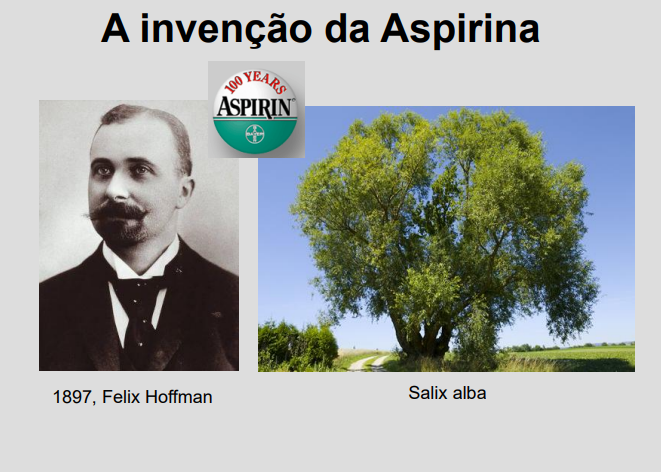 A invenção da Aspirina
100 YEARS
ASPIRIN
BAYER
1897, Felix Hoffman
Salix alba